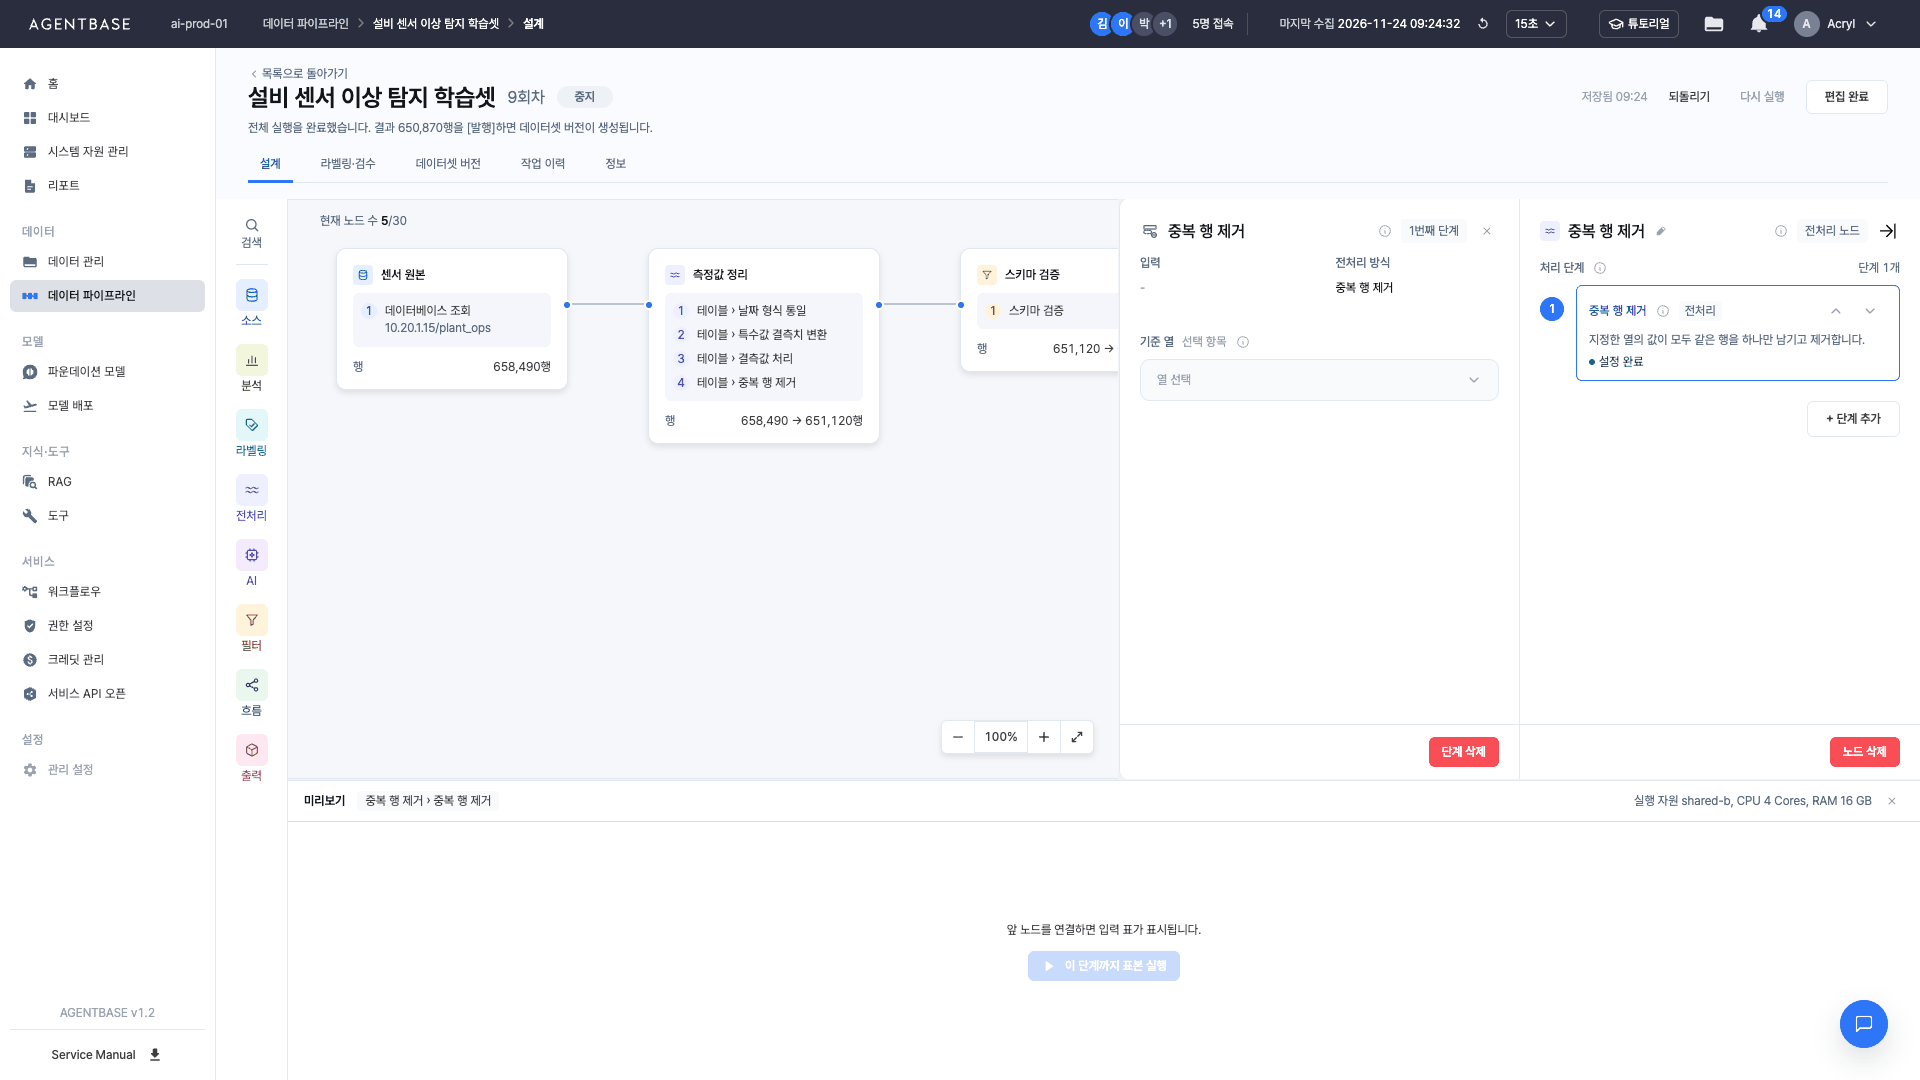 AGENTBASE
ai-prod-01
데이터 파이프라인 > 설비 센서 이상 탐지 학습셋 > 설계
김 이 박 +1 5명 접속
마지막 수집 2026-11-24 09:24:32
15초
튜토리얼
14
A Acryl
홈
대시보드
시스템 자원 관리
리포트
데이터
데이터 관리
데이터 파이프라인
모델
파운데이션 모델
모델 배포
지식·도구
RAG
도구
서비스
워크플로우
권한 설정
크레딧 관리
서비스 API 오픈
설정
관리 설정
AGENTBASE v1.2
Service Manual
목록으로 돌아가기
설비 센서 이상 탐지 학습셋 9회차 중지
전체 실행을 완료했습니다. 결과 650,870행을 [발행]하면 데이터셋 버전이 생성됩니다.
저장됨 09:24 되돌리기 다시 실행 편집 완료
설계 라벨링·검수 데이터셋 버전 작업 이력 정보
검색
소스
분석
라벨링
전처리
AI
필터
흐름
출력
현재 노드 수 5/30
센서 원본
1 데이터베이스 조회
10.20.1.15/plant_ops
행 658,490행
측정값 정리
1 테이블 › 날짜 형식 통일
2 테이블 › 특수값 결측치 변환
3 테이블 › 결측값 처리
4 테이블 › 중복 행 제거
행 658,490 → 651,120행
스키마 검증
1 스키마 검증
행 651,120 →
100%
중복 행 제거 1번째 단계
입력 전처리 방식
- 중복 행 제거
기준 열 선택 항목
열 선택
단계 삭제
중복 행 제거 전처리 노드
처리 단계 단계 1개
1 중복 행 제거 전처리
지정한 열의 값이 모두 같은 행을 하나만 남기고 제거합니다.
설정 완료
+ 단계 추가
노드 삭제
미리보기 중복 행 제거 › 중복 행 제거
실행 자원 shared-b, CPU 4 Cores, RAM 16 GB
앞 노드를 연결하면 입력 표가 표시됩니다.
이 단계까지 표본 실행